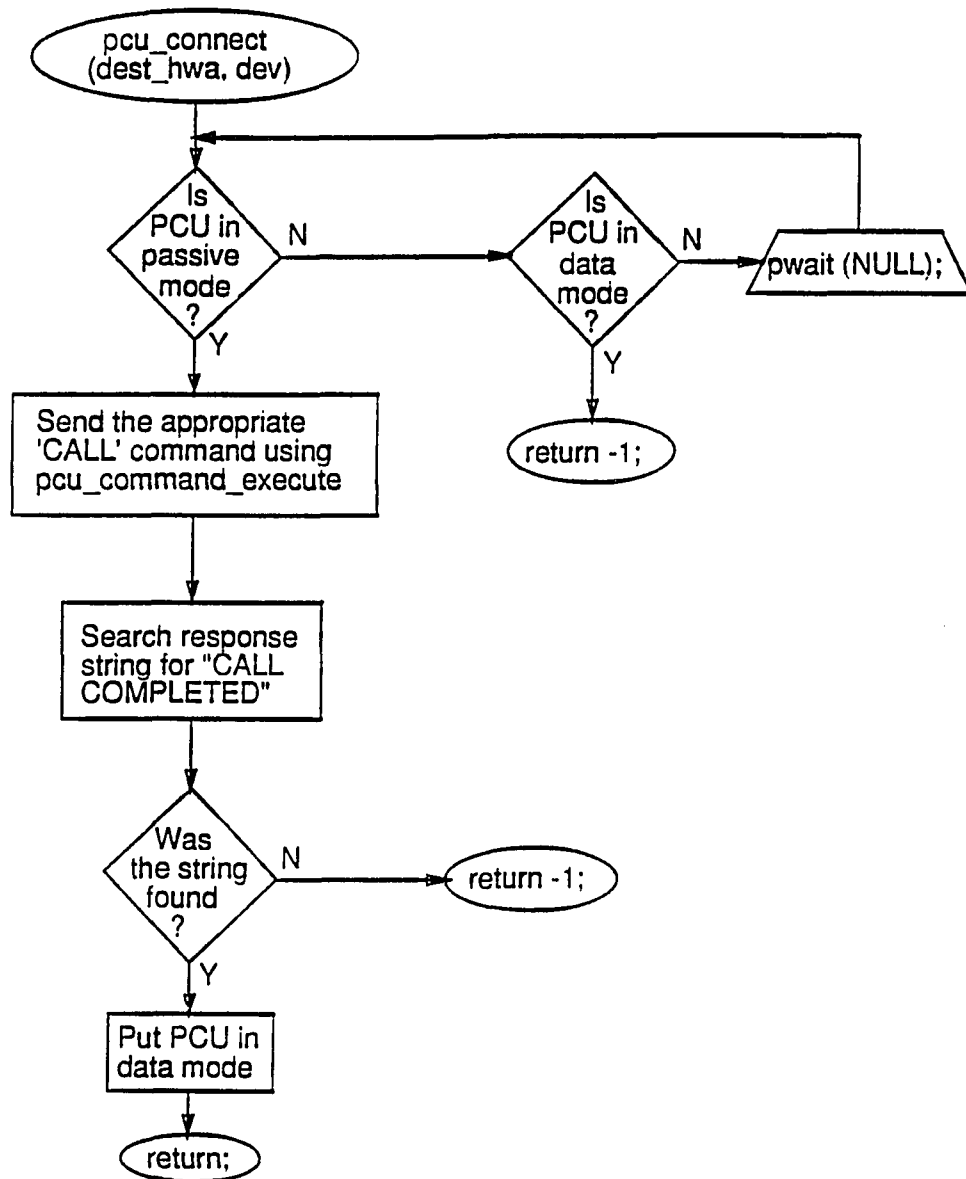 pcu_connect
(dest_hwa, dev)
Is
PCU in
passive
mode
?
N
Y
Is
PCU in
data
mode
?
N
Y
pwait (NULL);
return -1;
Send the appropriate
'CALL' command using
pcu_command_execute
Search response
string for "CALL
COMPLETED"
Was
the string
found
?
N
Y
return -1;
Put PCU in
data mode
return;